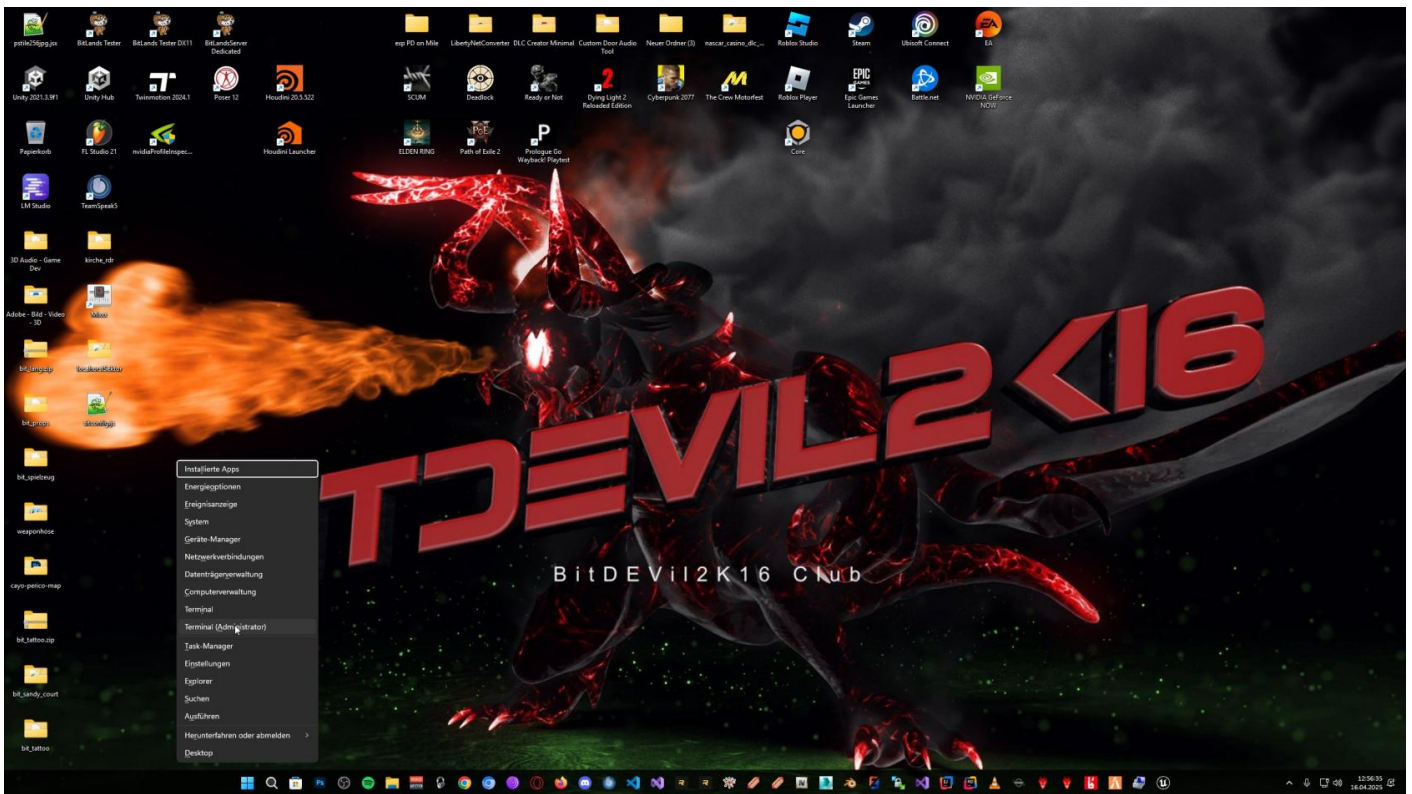 pstile256jpg.jsx
BitLands Tester
BitLands Tester DX11
BitLandsServer
Dedicated
exp PD on Mile
LibertyNetConverter
DLC Creator Minimal
Custom Door Audio
Tool
Neuer Ordner (3)
nascar_casino_dlc_...
Roblox Studio
Steam
Ubisoft Connect
EA
Unity 2021.3.9f1
Unity Hub
Twinmotion 2024.1
Poser 12
Houdini 20.5.522
SCUM
Deadlock
Ready or Not
Dying Light 2
Reloaded Edition
Cyberpunk 2077
The Crew Motorfest
Roblox Player
Epic Games
Launcher
Battle.net
NVIDIA GeForce
NOW
Papierkorb
FL Studio 21
nvidiaProfileInspec...
Houdini Launcher
ELDEN RING
Path of Exile 2
Prologue Go
Wayback! Playtest
Core
LM Studio
TeamSpeak5
3D Audio - Game
Dev
kirche_rdr
Adobe - Bild - Video
- 3D
Mixx
bit_lang.zip
bit_props
bit_spielzeug
weaponhose
cayo-perico-map
bit_tattoo.zip
bit_sandy_court
bit_tattoo
TDEVIL2K16
BitDEVil2K16 Club
Installierte Apps
Energieoptionen
Ereignisanzeige
System
Geräte-Manager
Netzwerkverbindungen
Datenträgerverwaltung
Computerverwaltung
Terminal
Terminal (Administrator)
Task-Manager
Einstellungen
Explorer
Suchen
Ausführen
Herunterfahren oder abmelden
Desktop
12:56:35
16.04.2025